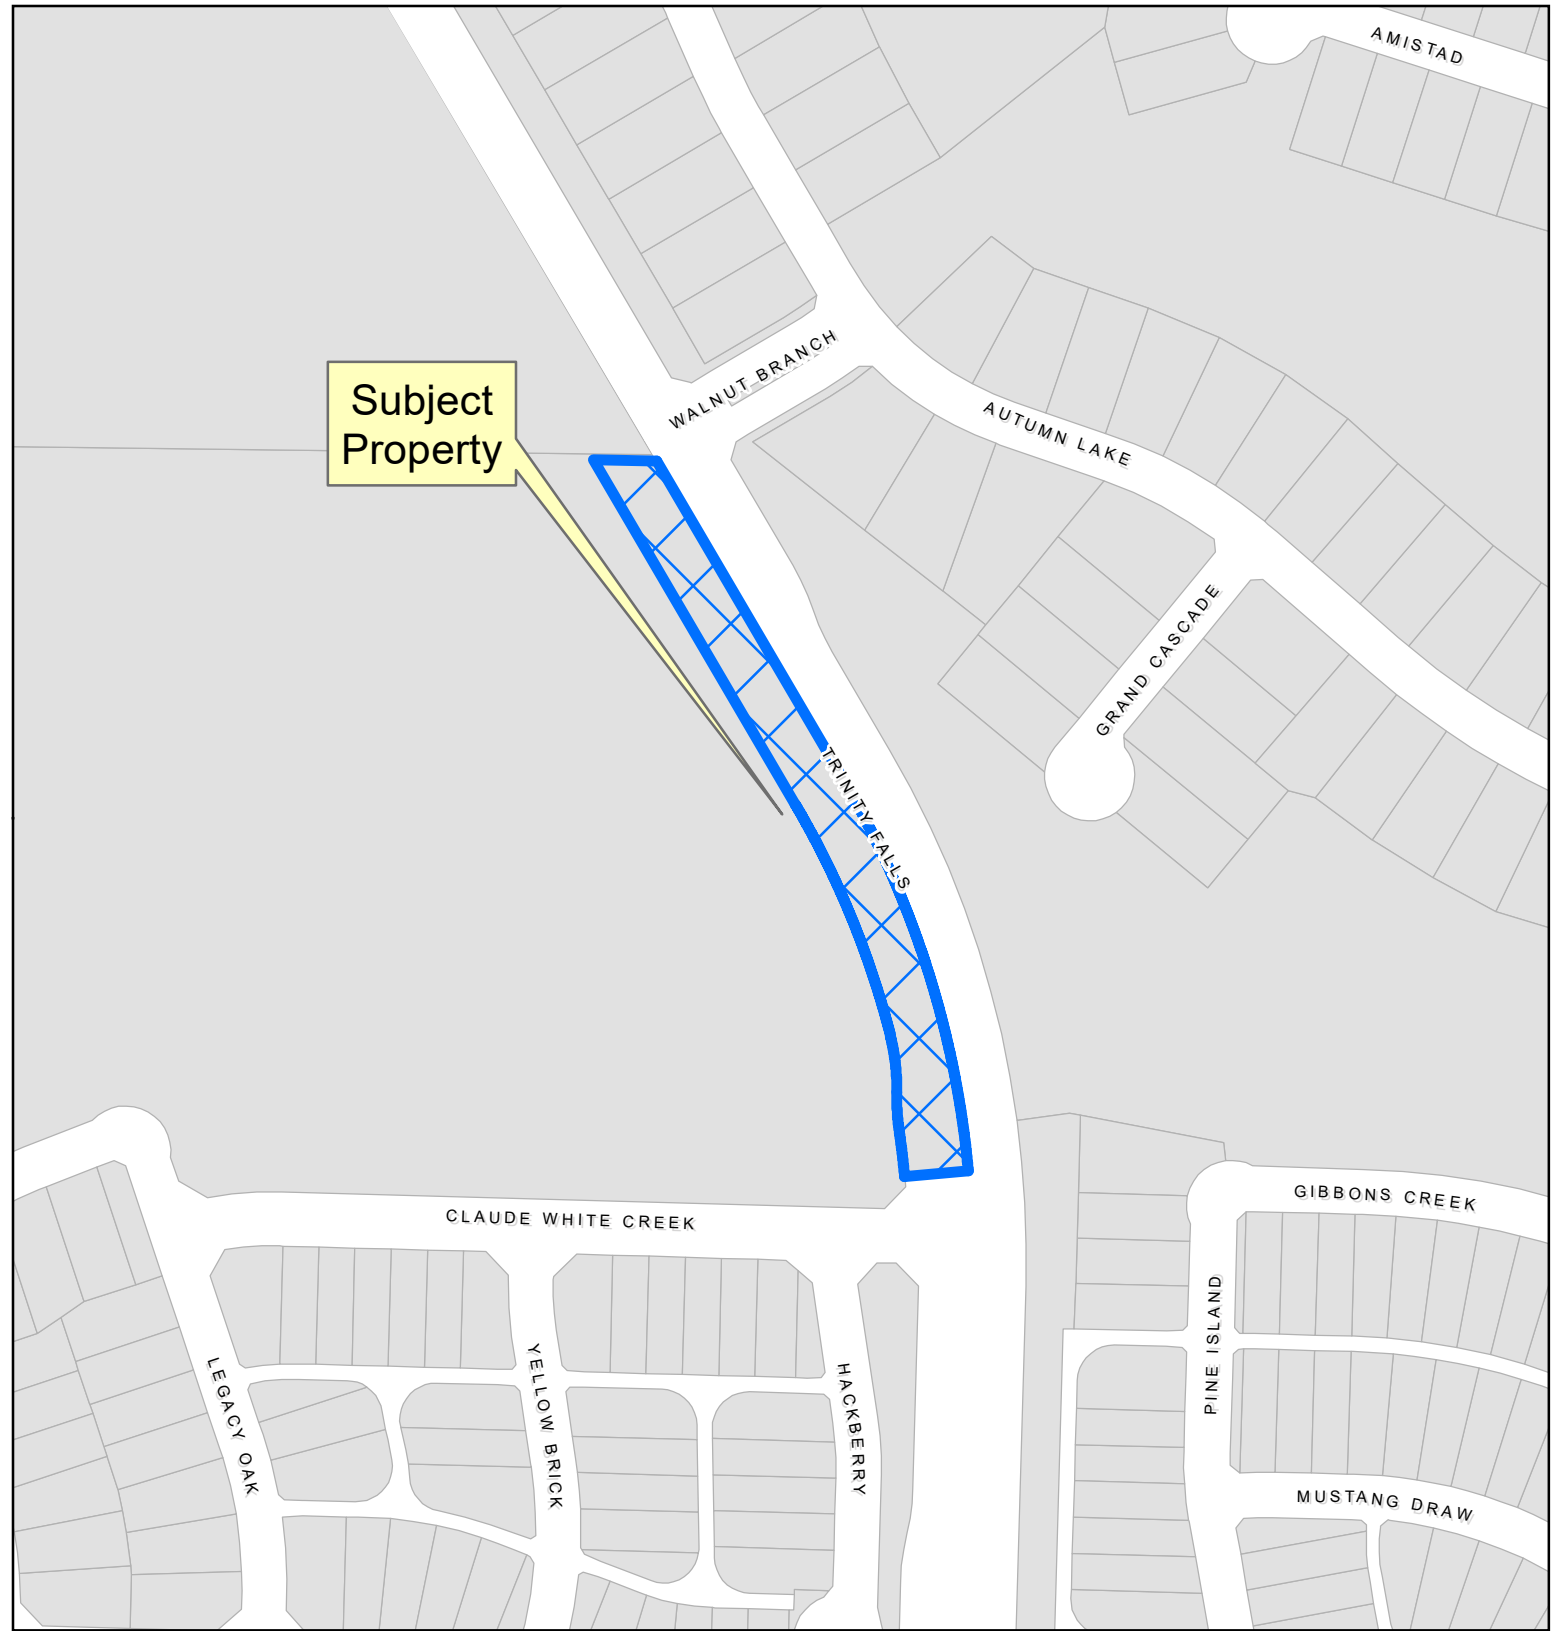 AMISTAD
WALNUT BRANCH
Subject
Property
AUTUMN LAKE
GRAND CASCADE
TRINITY FALLS
GIBBONS CREEK
CLAUDE WHITE CREEK
PINE ISLAND
LEGACY OAK
YELLOW BRICK
HACKBERRY
MUSTANG DRAW